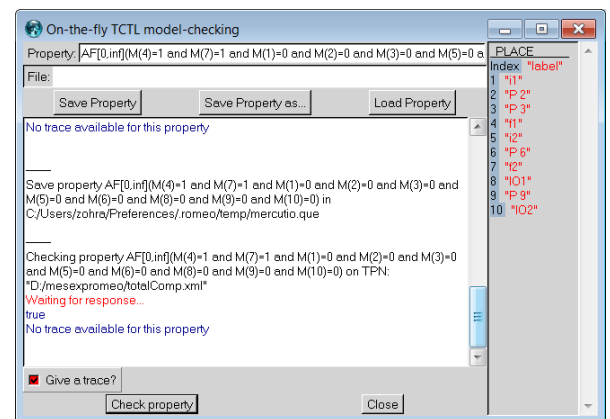 On-the-fly TCTL model-checking
Property: AF[0,inf](M(4)=1 and M(7)=1 and M(1)=0 and M(2)=0 and M(3)=0 and M(5)=0 a
File:
Save Property
Save Property as...
Load Property
No trace available for this property
Save property AF[0,inf](M(4)=1 and M(7)=1 and M(1)=0 and M(2)=0 and M(3)=0 and
M(5)=0 and M(6)=0 and M(8)=0 and M(9)=0 and M(10)=0) in
C:/Users/zohra/Preferences/.romeo/temp/mercutio.que
Checking property AF[0,inf](M(4)=1 and M(7)=1 and M(1)=0 and M(2)=0 and M(3)=0
and M(5)=0 and M(6)=0 and M(8)=0 and M(9)=0 and M(10)=0) on TPN:
"D:/mesexpromeo/totalComp.xml"
Waiting for response...
true
No trace available for this property
Give a trace?
Check property
Close
PLACE
Index "label"
1 "i1"
2 "P 2"
3 "P 3"
4 "f1"
5 "i2"
6 "P 6"
7 "f2"
8 "IO1"
9 "P 9"
10 "IO2"